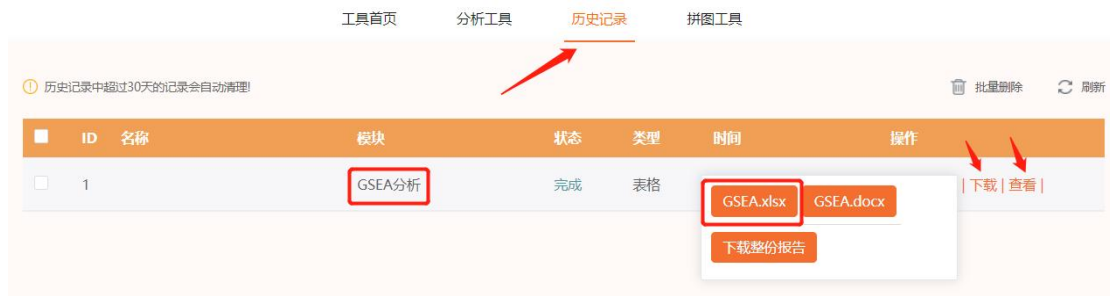 工具首页 分析工具 历史记录 拼图工具
历史记录中超过30天的记录会自动清理! 批量删除 刷新
ID 名称 模块 状态 类型 时间 操作
1 GSEA分析 完成 表格 | 下载 | 查看 |
GSEA.xlsx GSEA.docx
下载整份报告